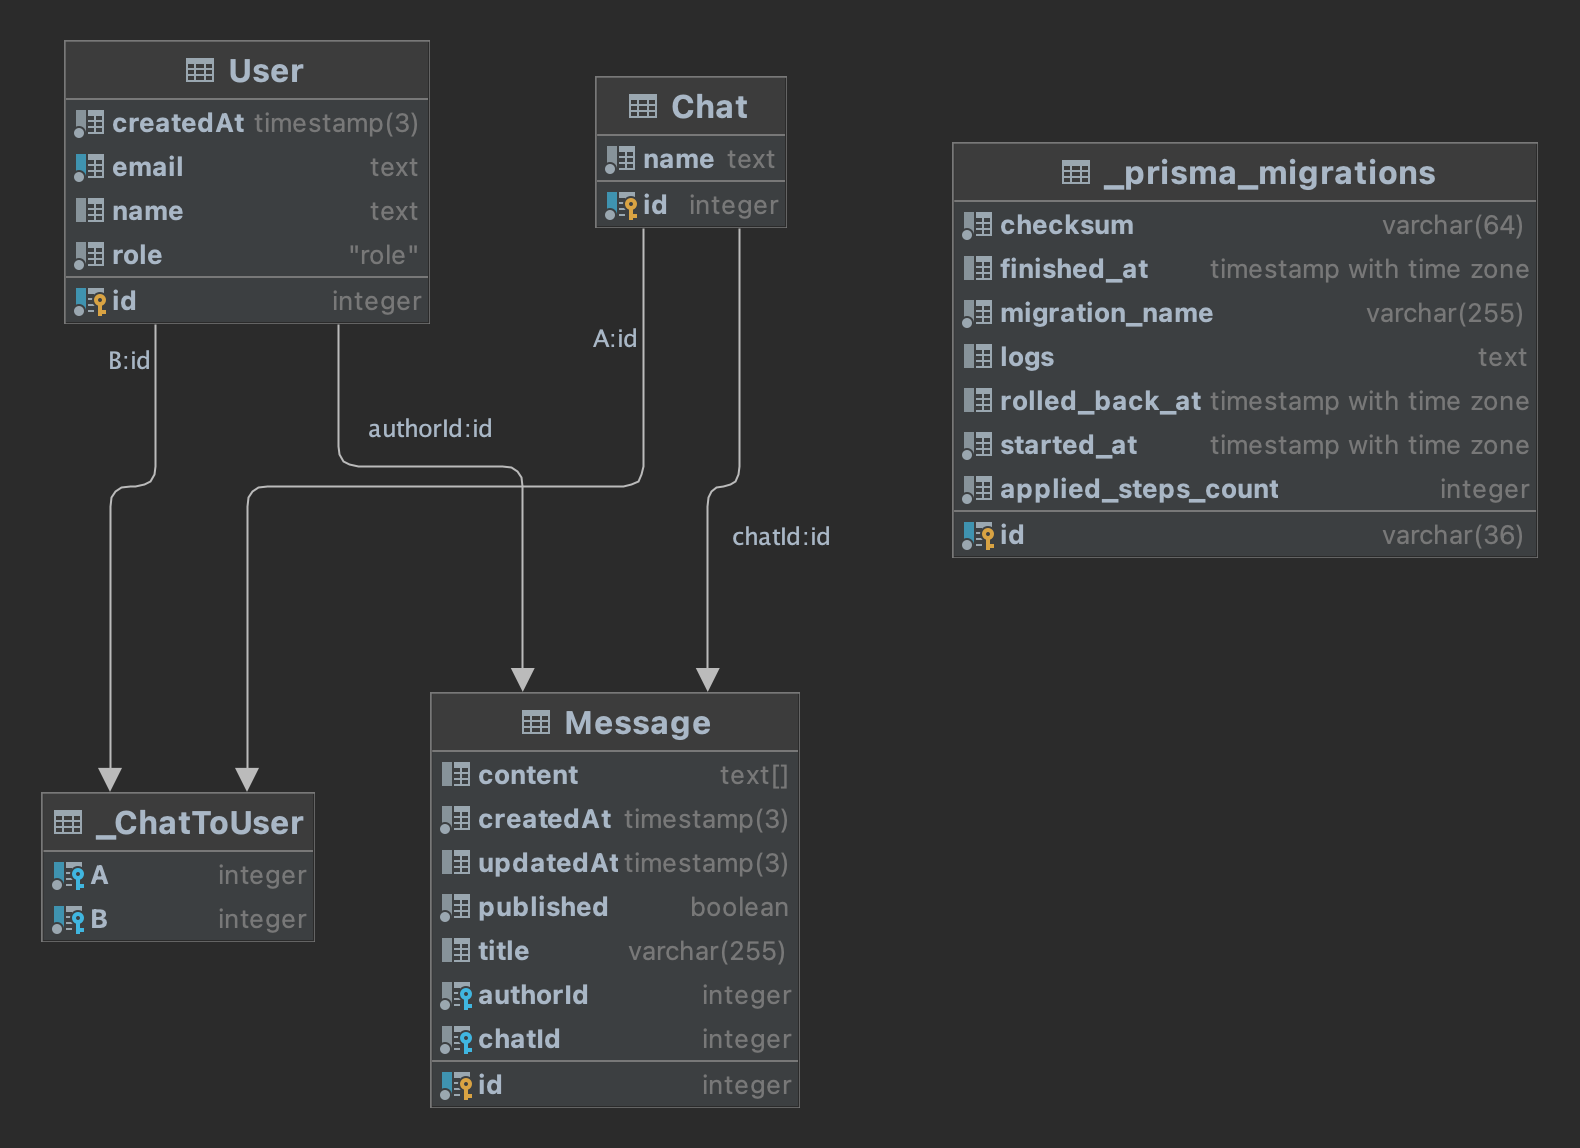 User
createdAt timestamp(3)
email text
name text
role "role"
id integer
Chat
name text
id integer
_prisma_migrations
checksum varchar(64)
finished_at timestamp with time zone
migration_name varchar(255)
logs text
rolled_back_at timestamp with time zone
started_at timestamp with time zone
applied_steps_count integer
id varchar(36)
B:id
A:id
authorId:id
chatId:id
_ChatToUser
A integer
B integer
Message
content text[]
createdAt timestamp(3)
updatedAt timestamp(3)
published boolean
title varchar(255)
authorId integer
chatId integer
id integer